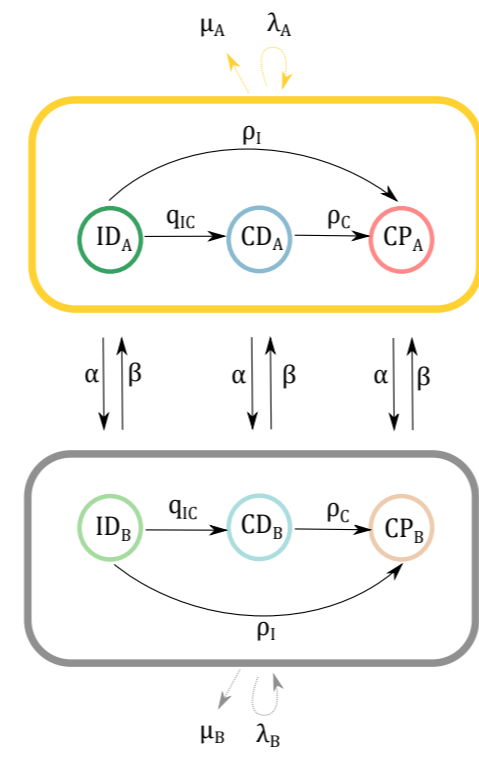 μA λA
ρI
qIC ρC
IDA CDA CPA
α β α β α β
qIC ρC
IDB CDB CPB
ρI
μB λB